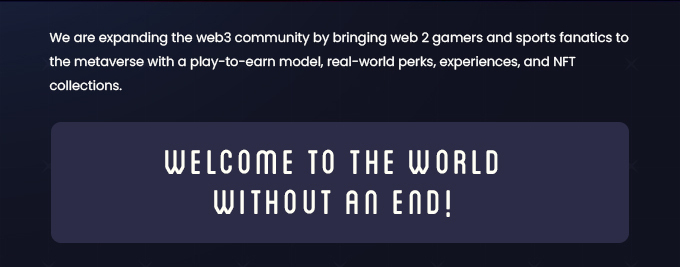 We are expanding the web3 community by bringing web 2 gamers and sports fanatics to
the metaverse with a play-to-earn model, real-world perks, experiences, and NFT
collections.
WELCOME TO THE WORLD
WITHOUT AN END!